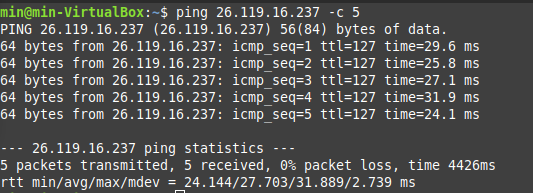 min@min-VirtualBox:~$ ping 26.119.16.237 -c 5
PING 26.119.16.237 (26.119.16.237) 56(84) bytes of data.
64 bytes from 26.119.16.237: icmp_seq=1 ttl=127 time=29.6 ms
64 bytes from 26.119.16.237: icmp_seq=2 ttl=127 time=25.8 ms
64 bytes from 26.119.16.237: icmp_seq=3 ttl=127 time=27.1 ms
64 bytes from 26.119.16.237: icmp_seq=4 ttl=127 time=31.9 ms
64 bytes from 26.119.16.237: icmp_seq=5 ttl=127 time=24.1 ms

--- 26.119.16.237 ping statistics ---
5 packets transmitted, 5 received, 0% packet loss, time 4426ms
rtt min/avg/max/mdev = 24.144/27.703/31.889/2.739 ms